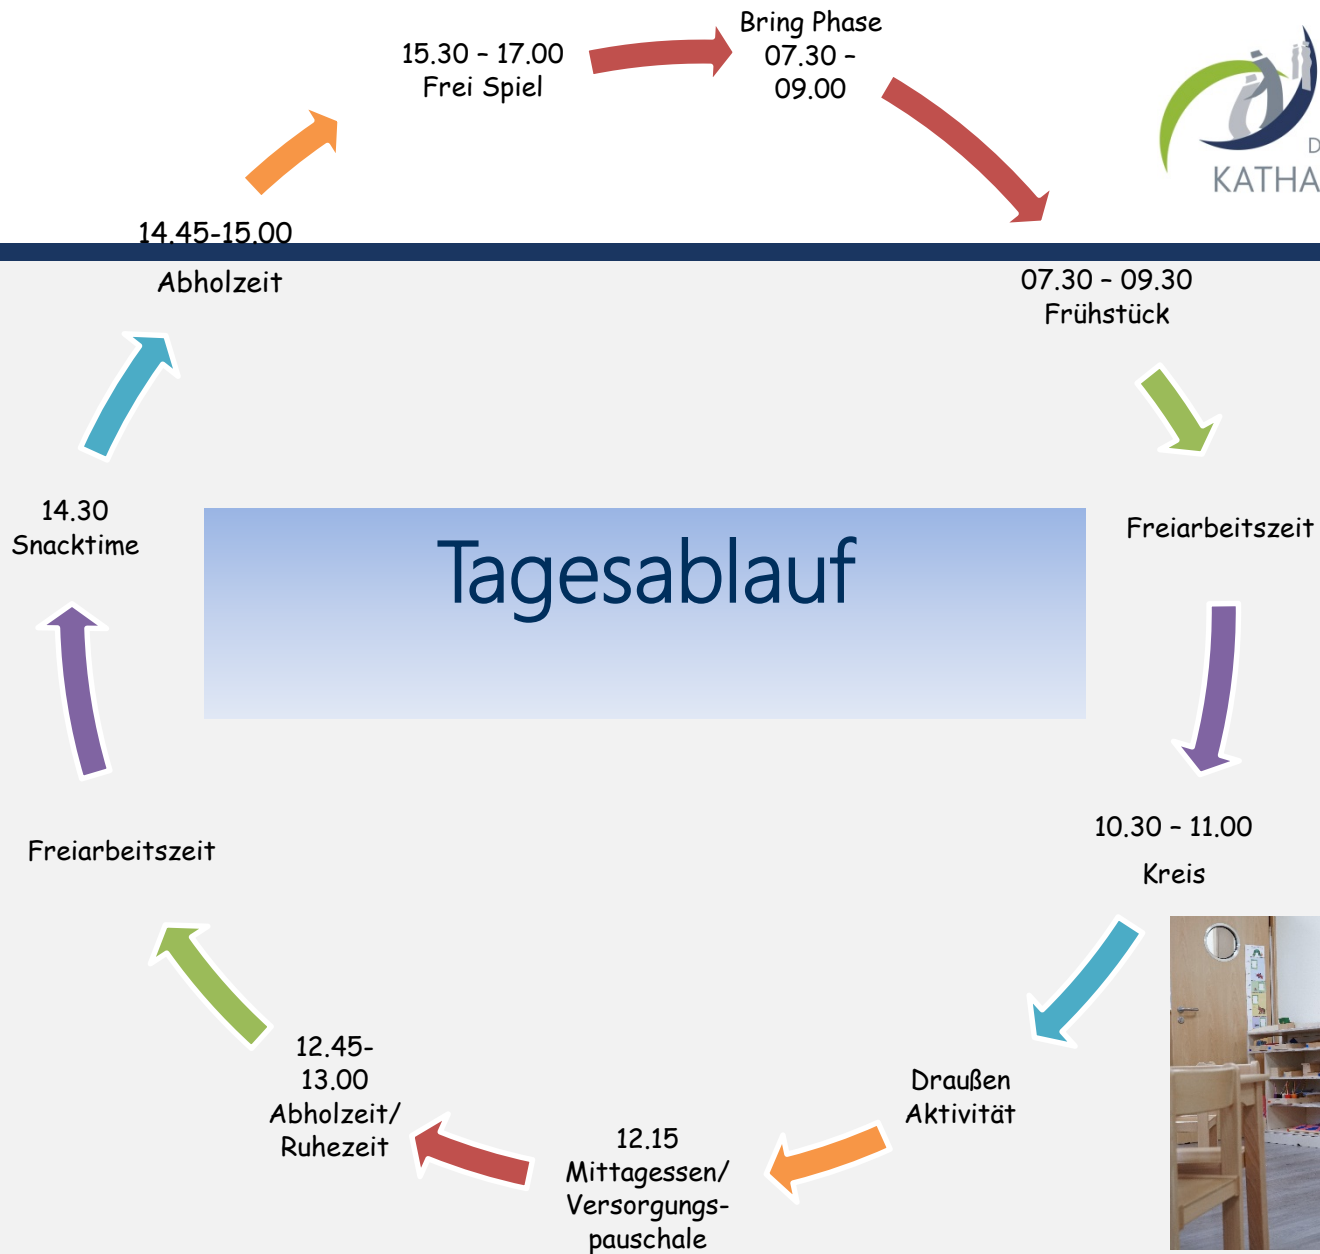 Bring Phase
07.30 –
09.00
07.30 – 09.30
Frühstück
Freiarbeitszeit
10.30 – 11.00
Kreis
Draußen
Aktivität
12.15
Mittagessen/
Versorgungs-
pauschale
12.45-
13.00
Abholzeit/
Ruhezeit
Freiarbeitszeit
14.30
Snacktime
14.45-15.00
Abholzeit
15.30 – 17.00
Frei Spiel
Tagesablauf
D
KATHA